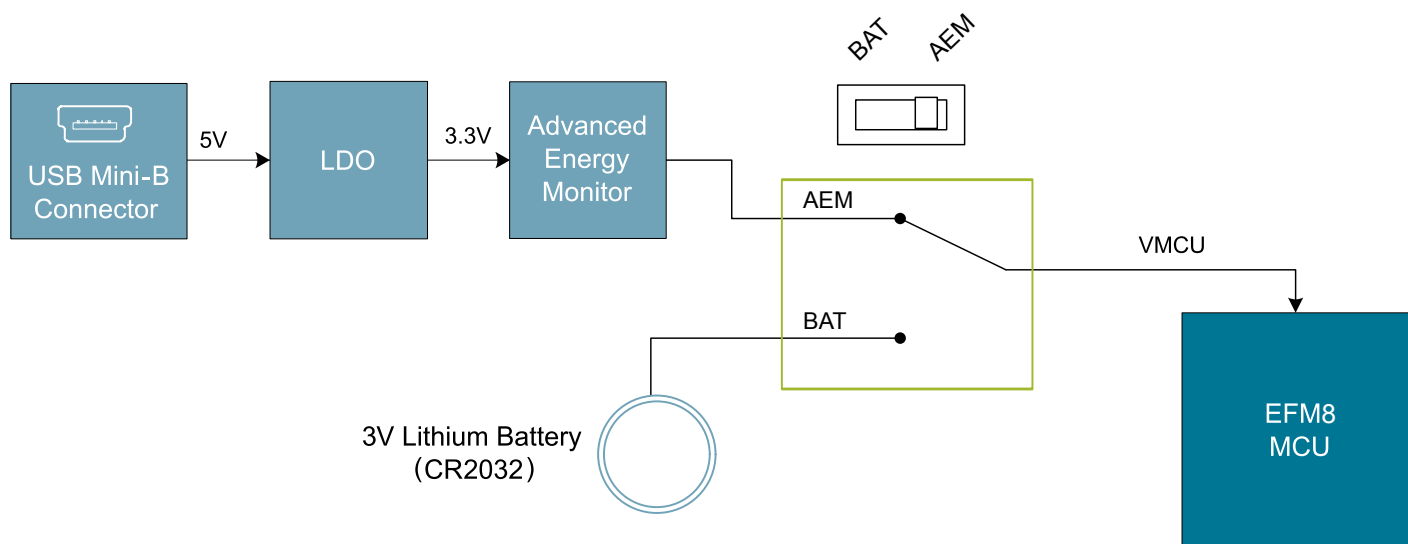 BAT
AEM
USB Mini-B
Connector
5V
LDO
3.3V
Advanced
Energy
Monitor
AEM
BAT
VMCU
3V Lithium Battery
(CR2032)
EFM8
MCU